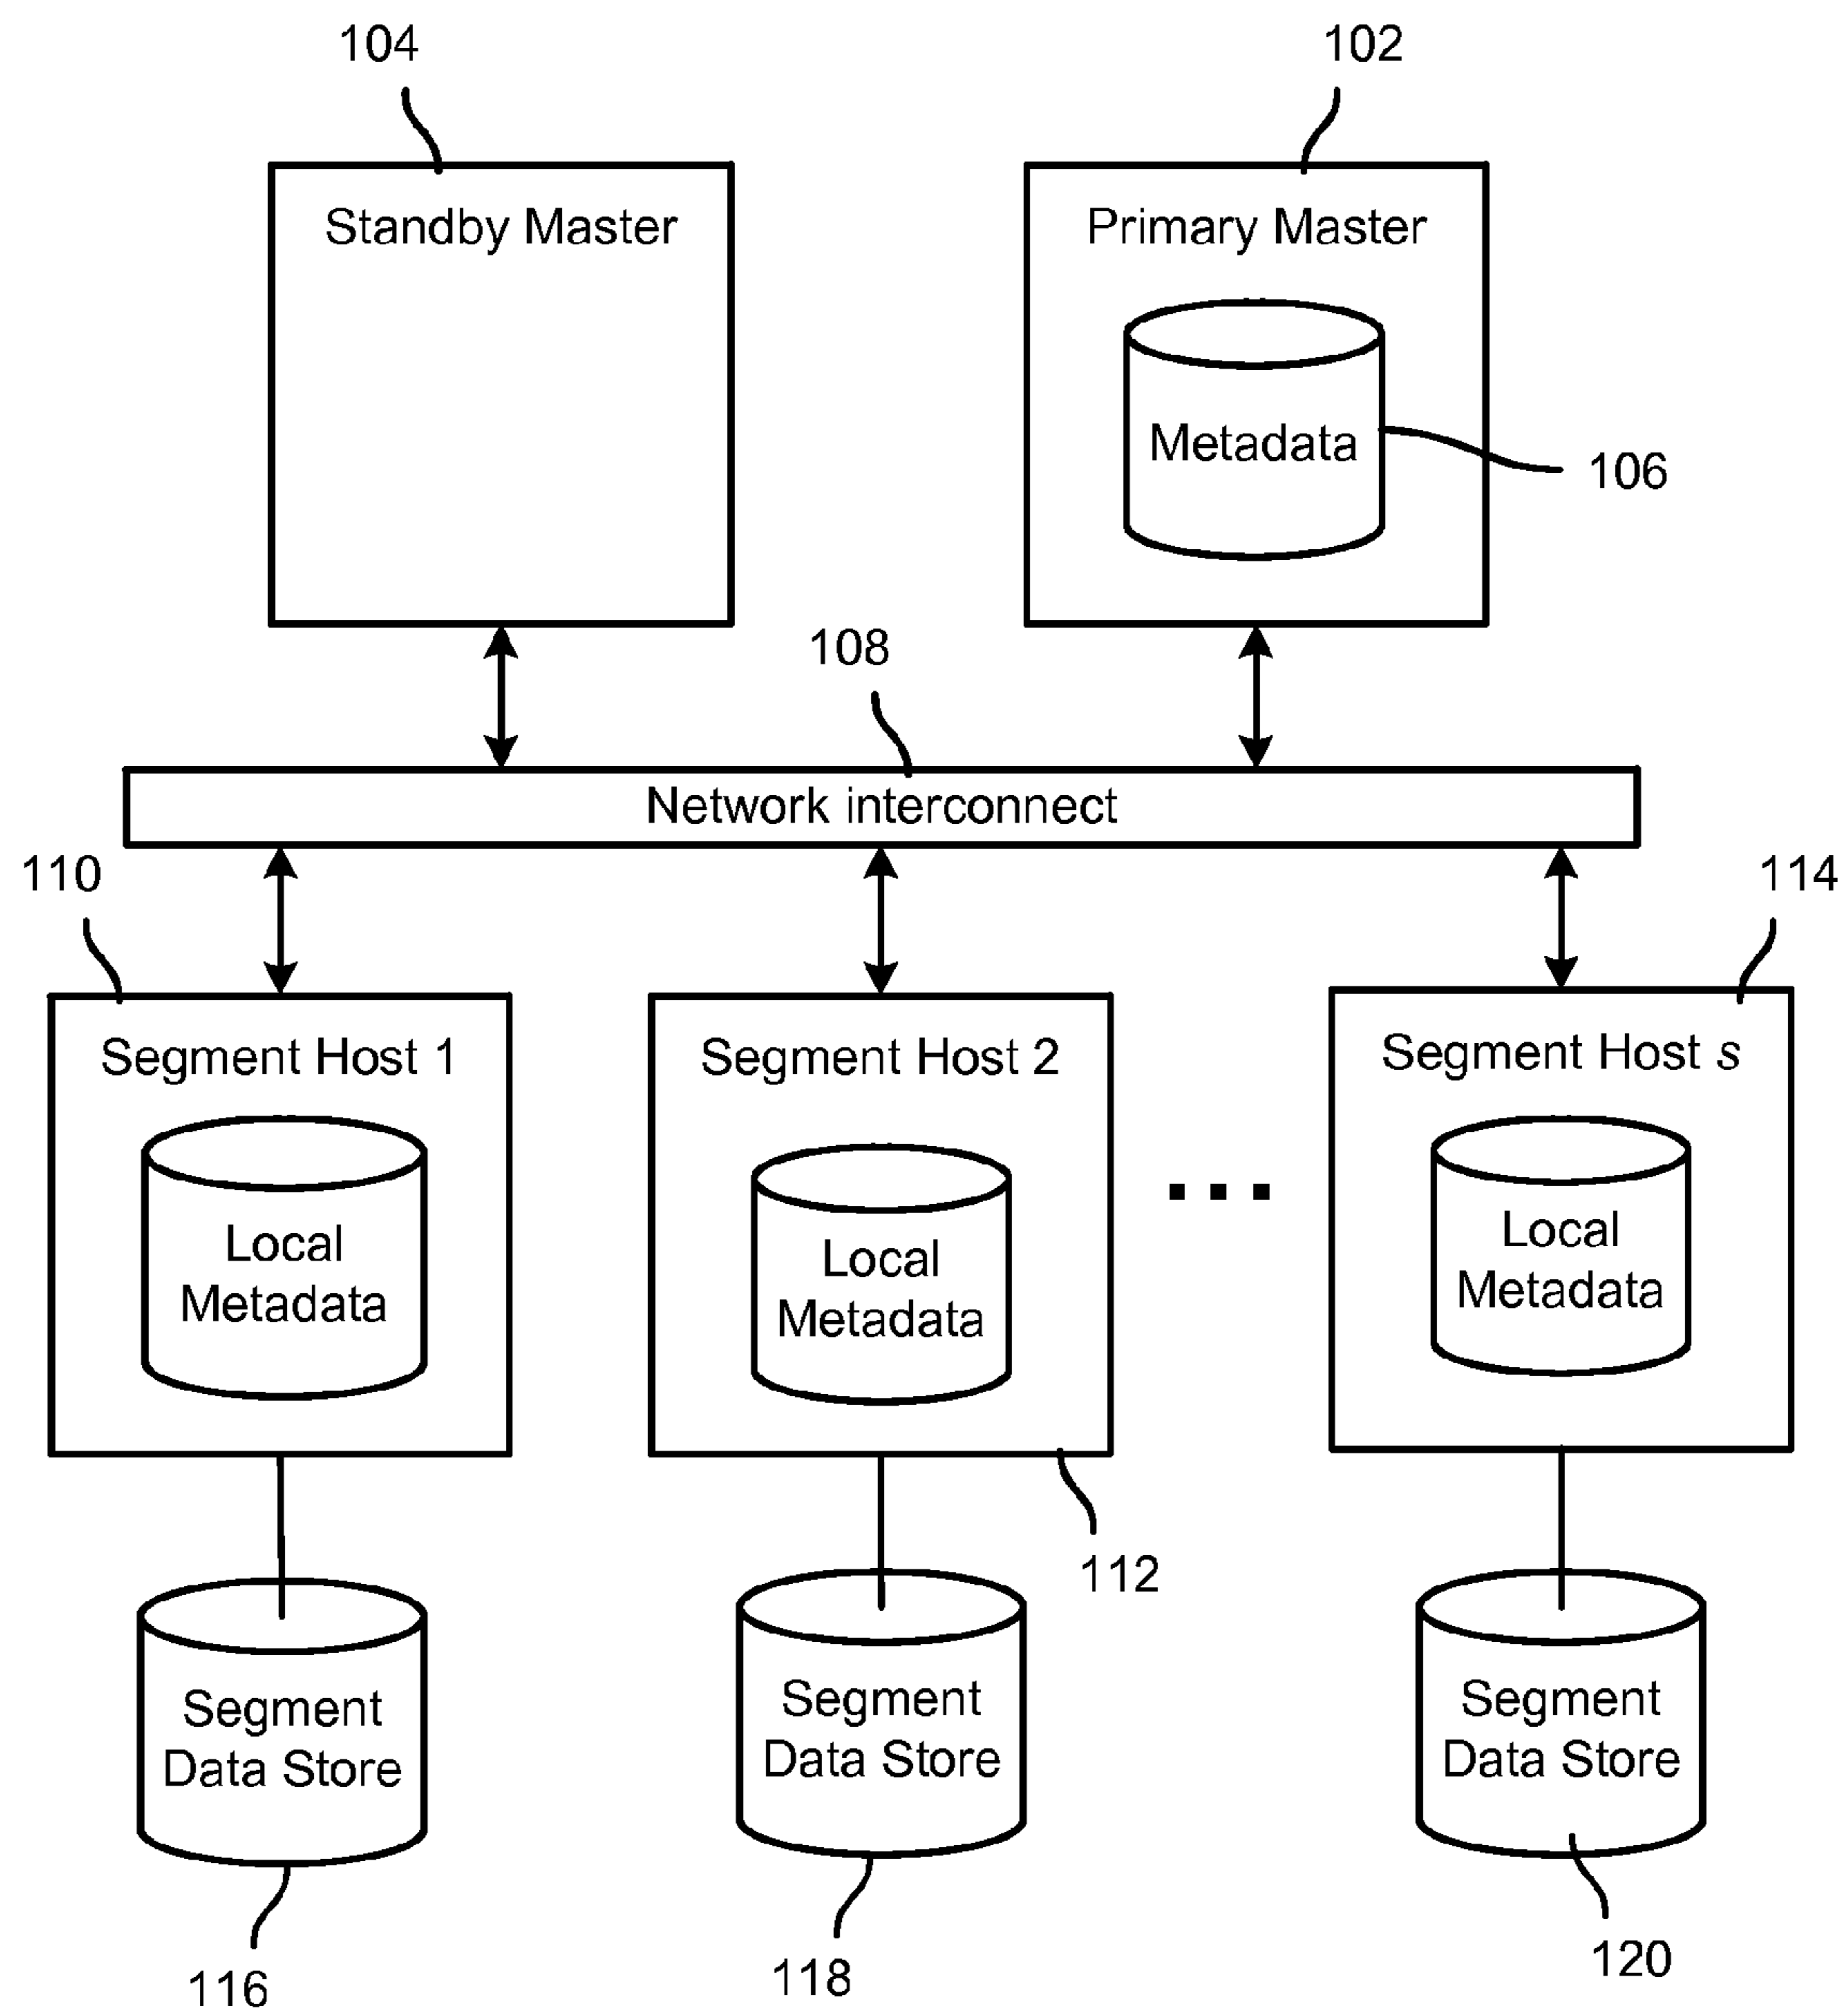 104
102
Standby Master
Primary Master
Metadata
106
108
Network interconnect
110
114
Segment Host 1
Segment Host 2
Segment Host s
Local
Metadata
Local
Metadata
Local
Metadata
112
Segment
Data Store
Segment
Data Store
Segment
Data Store
116
118
120